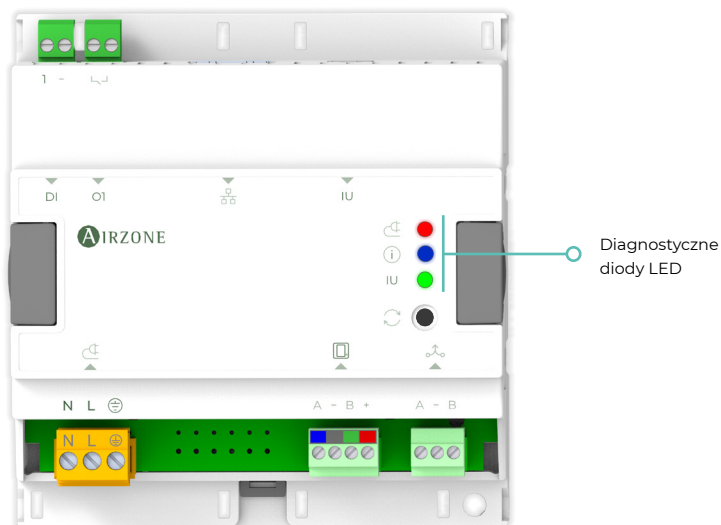 1 -
DI O1 IU
AIRZONE
i
IU
Diagnostyczne
diody LED
N L A - B + A - B
N L